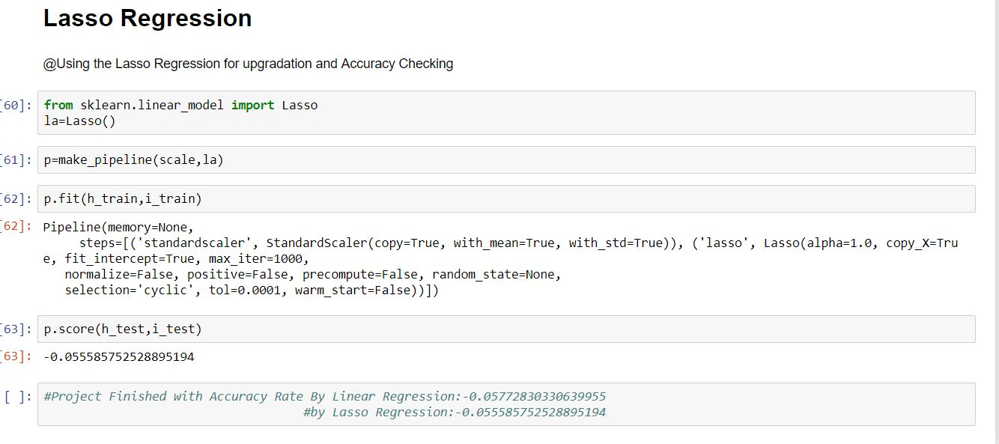 Lasso Regression
@Using the Lasso Regression for upgradation and Accuracy Checking
[60]: from sklearn.linear_model import Lasso
la=Lasso()
[61]: p=make_pipeline(scale,la)
[62]: p.fit(h_train,i_train)
[62]: Pipeline(memory=None,
steps=[('standardscaler', StandardScaler(copy=True, with_mean=True, with_std=True)), ('lasso', Lasso(alpha=1.0, copy_X=Tru
e, fit_intercept=True, max_iter=1000,
normalize=False, positive=False, precompute=False, random_state=None,
selection='cyclic', tol=0.0001, warm_start=False))])
[63]: p.score(h_test,i_test)
[63]: -0.055585752528895194
[ ]: #Project Finished with Accuracy Rate By Linear Regression:-0.05772830330639955
#by Lasso Regression:-0.055585752528895194